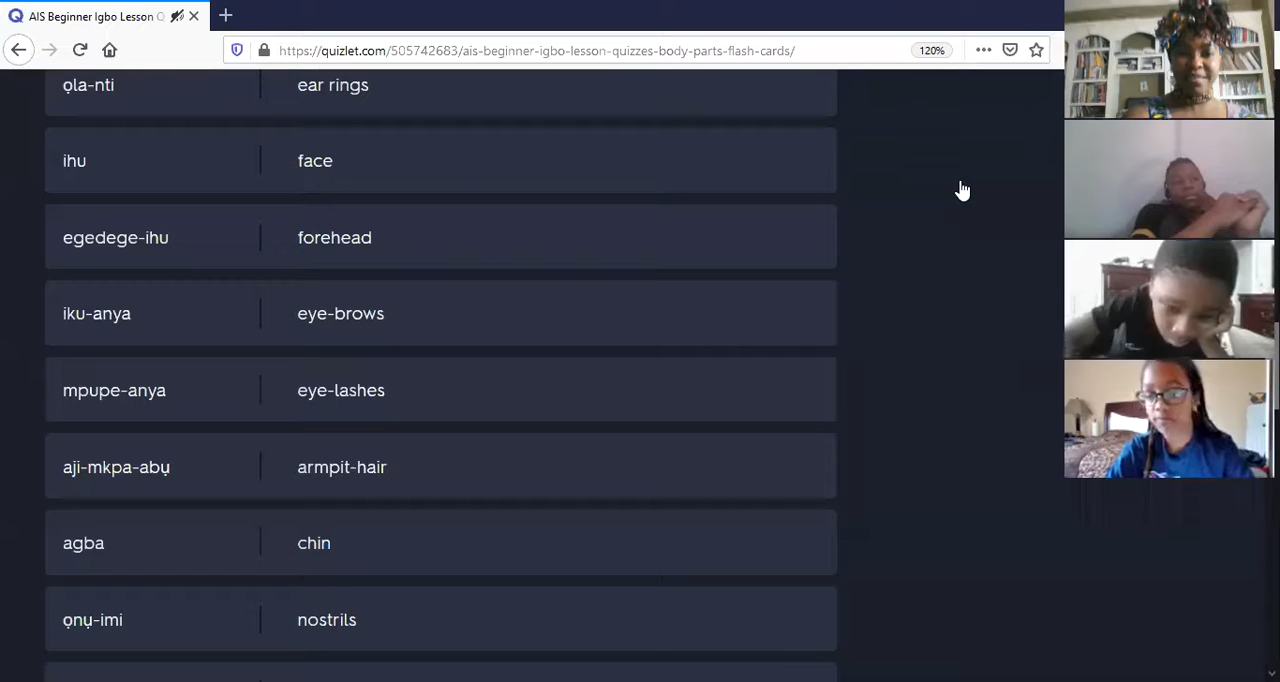 AIS Beginner Igbo Lesson Q
https://quizlet.com/505742683/ais-beginner-igbo-lesson-quizzes-body-parts-flash-cards/
120%
ọla-nti ear rings
ihu face
egedege-ihu forehead
iku-anya eye-brows
mpupe-anya eye-lashes
aji-mkpa-abụ armpit-hair
agba chin
ọnụ-imi nostrils